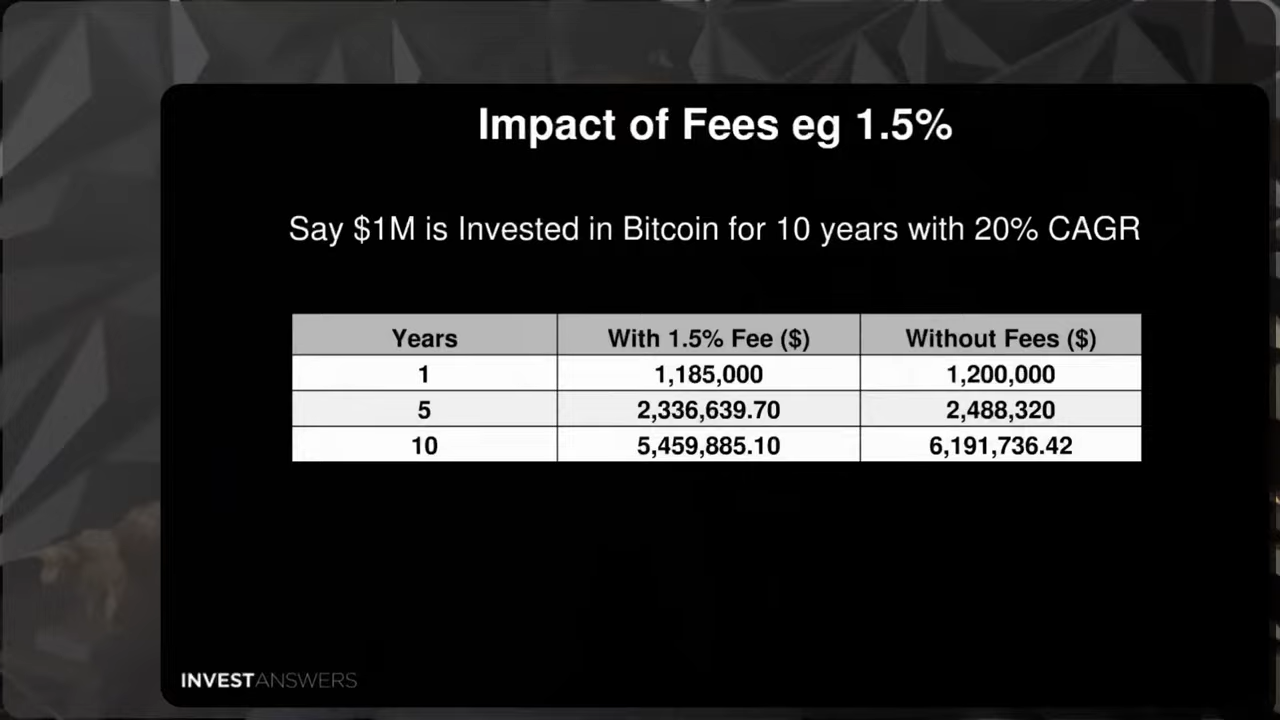 Impact of Fees eg 1.5%
Say $1M is Invested in Bitcoin for 10 years with 20% CAGR
Years With 1.5% Fee ($) Without Fees ($)
1 1,185,000 1,200,000
5 2,336,639.70 2,488,320
10 5,459,885.10 6,191,736.42
INVESTANSWERS